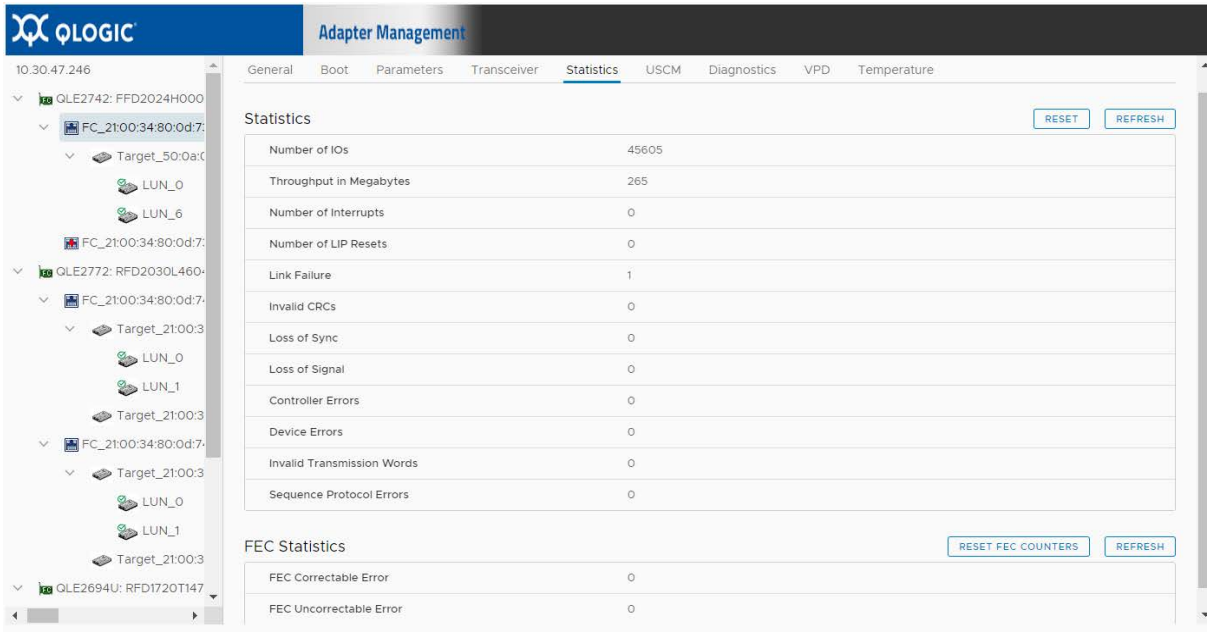 QLOGIC
Adapter Management
10.30.47.246
QLE2742: FFD2024H000
FC_21:00:34:80:0d:7
Target_50:0a:0
LUN_0
LUN_6
FC_21:00:34:80:0d:7
QLE2772: RFD2030L4604
FC_21:00:34:80:0d:74
Target_21:00:3
LUN_0
LUN_1
Target_21:00:3
FC_21:00:34:80:0d:74
Target_21:00:3
LUN_0
LUN_1
Target_21:00:3
QLE2694U: RFD1720T147
General Boot Parameters Transceiver Statistics USCM Diagnostics VPD Temperature
Statistics RESET REFRESH
Number of IOs 45605
Throughput in Megabytes 265
Number of Interrupts 0
Number of LIP Resets 0
Link Failure 1
Invalid CRCs 0
Loss of Sync 0
Loss of Signal 0
Controller Errors 0
Device Errors 0
Invalid Transmission Words 0
Sequence Protocol Errors 0
FEC Statistics RESET FEC COUNTERS REFRESH
FEC Correctable Error 0
FEC Uncorrectable Error 0